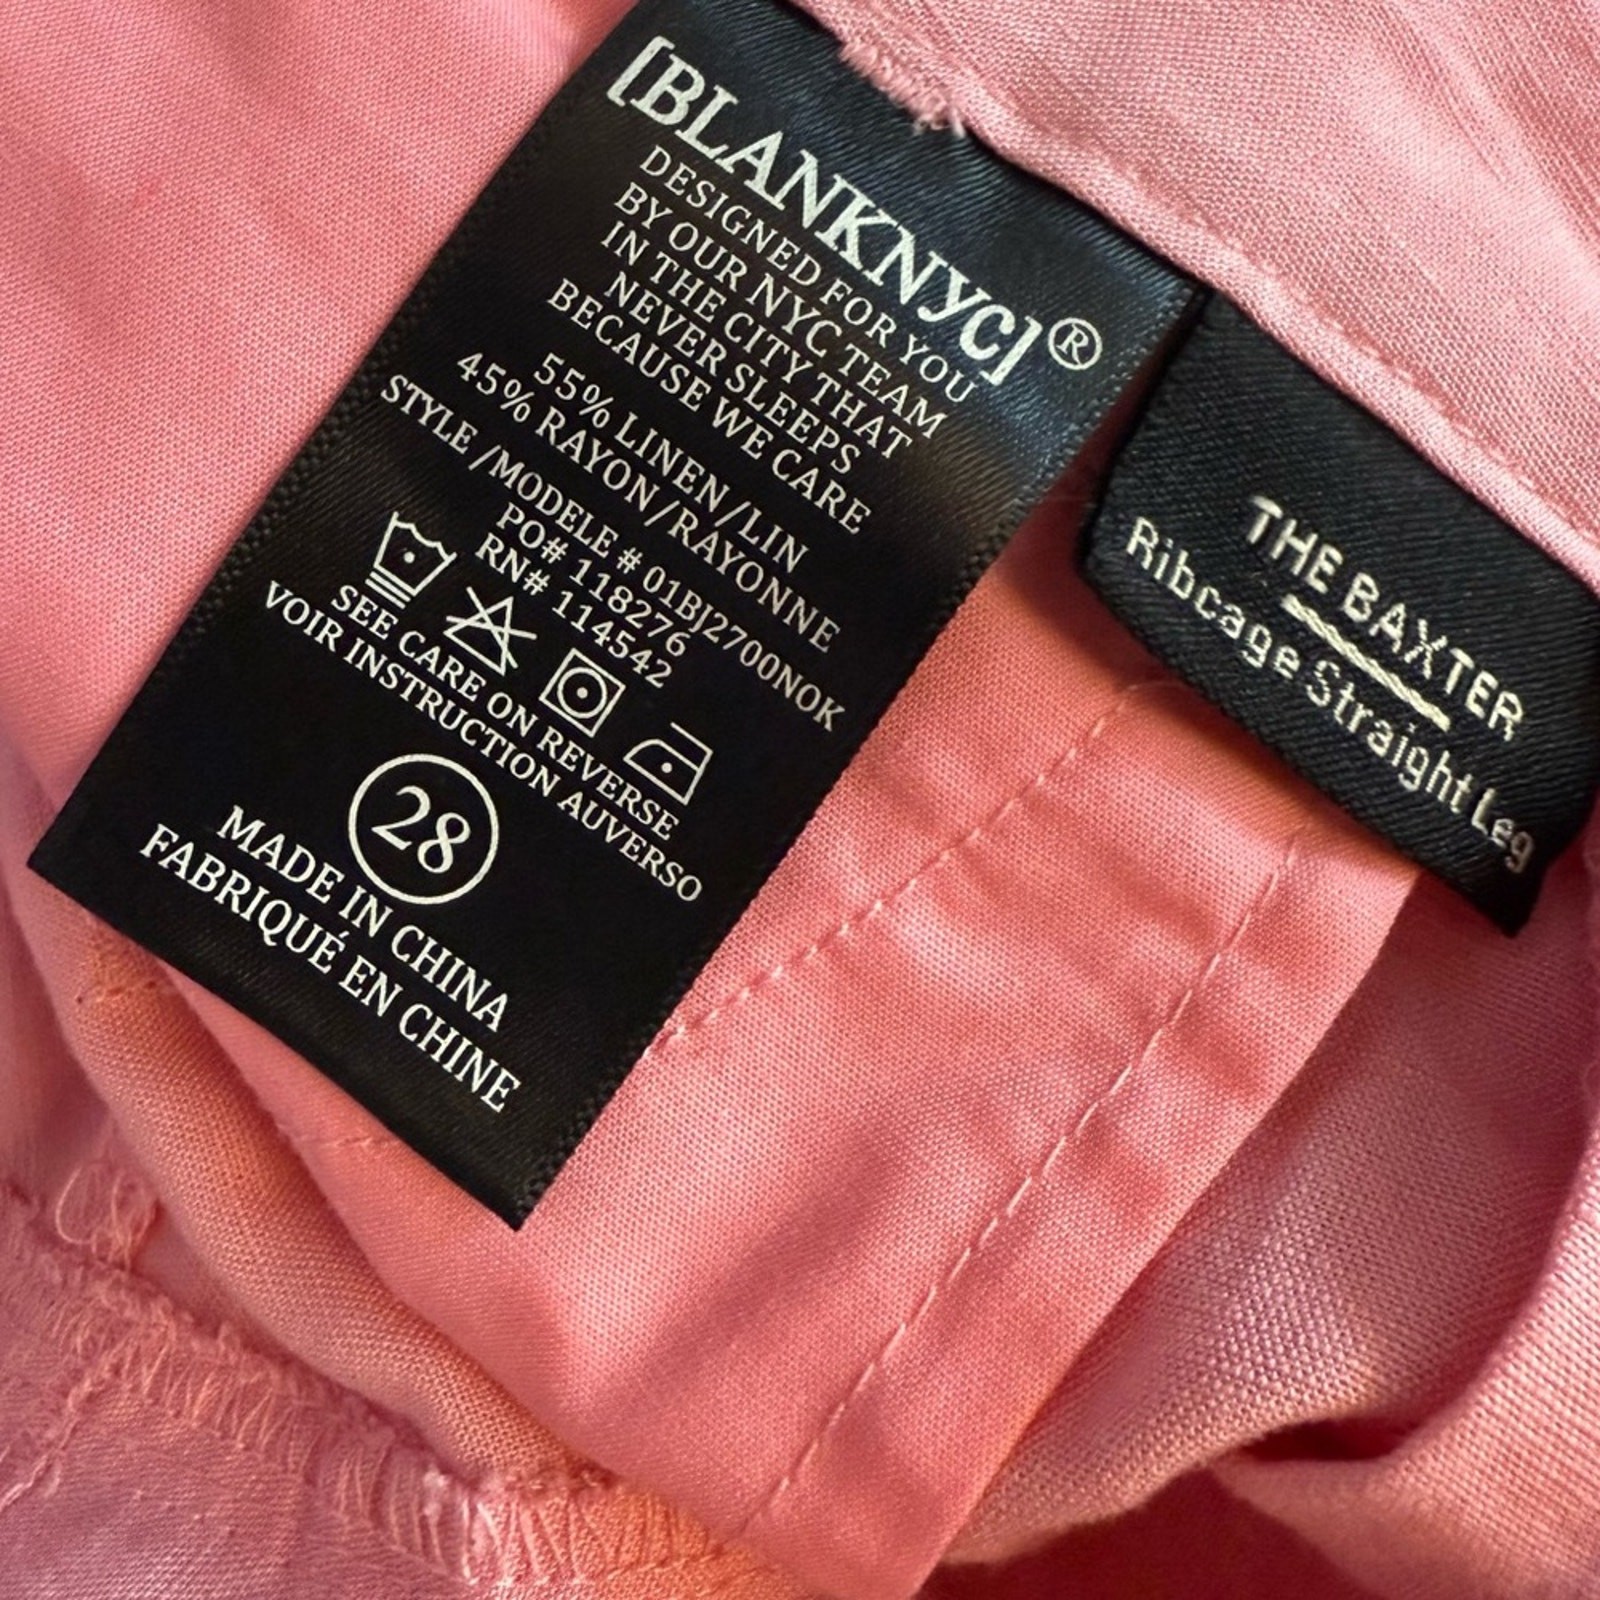 [BLANKNYC]®
DESIGNED FOR YOU
BY OUR NYC TEAM
IN THE CITY THAT
NEVER SLEEPS
BECAUSE WE CARE
55% LINEN/LIN
45% RAYON/RAYONNE
STYLE /MODELE # 01BJ2700NOK
PO# 118276
RN# 114542
SEE CARE ON REVERSE
VOIR INSTRUCTION AUVERSO
28
MADE IN CHINA
FABRIQUÉ EN CHINE
THE BAXTER
Ribcage Straight Leg